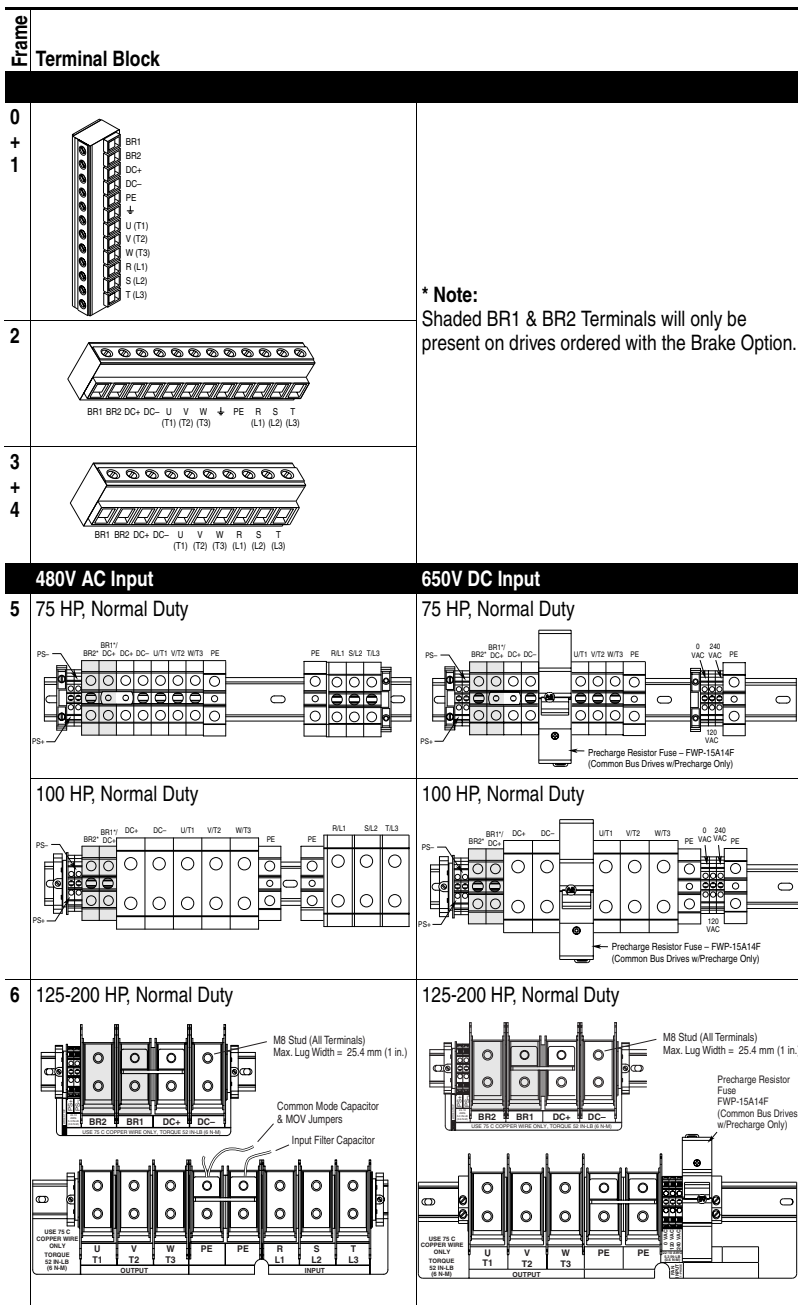 Frame
Terminal Block
0
+
1
BR1
BR2
DC+
DC–
PE
U (T1)
V (T2)
W (T3)
R (L1)
S (L2)
T (L3)
* Note:
Shaded BR1 & BR2 Terminals will only be
present on drives ordered with the Brake Option.
2
BR1 BR2 DC+ DC– U V W PE R S T
(T1) (T2) (T3) (L1) (L2) (L3)
3
+
4
BR1 BR2 DC+ DC– U V W R S T
(T1) (T2) (T3) (L1) (L2) (L3)
480V AC Input
650V DC Input
5
75 HP, Normal Duty
PS–
BR2* BR1*/ DC+ DC+ DC– U/T1 V/T2 W/T3 PE
PE R/L1 S/L2 T/L3
PS+
75 HP, Normal Duty
PS–
BR2* BR1*/ DC+ DC+ DC– U/T1 V/T2 W/T3 PE
0 VAC 240 VAC PE
PS+
120 VAC
Precharge Resistor Fuse – FWP-15A14F
(Common Bus Drives w/Precharge Only)
100 HP, Normal Duty
PS–
BR2* BR1*/ DC+ DC+ DC– U/T1 V/T2 W/T3 PE
PE R/L1 S/L2 T/L3
PS+
100 HP, Normal Duty
PS–
BR2* BR1*/ DC+ DC+ DC– U/T1 V/T2 W/T3 PE
0 VAC 240 VAC PE
PS+
120 VAC
Precharge Resistor Fuse – FWP-15A14F
(Common Bus Drives w/Precharge Only)
6
125-200 HP, Normal Duty
M8 Stud (All Terminals)
Max. Lug Width = 25.4 mm (1 in.)
BR2 BR1 DC+ DC–
USE 75 C COPPER WIRE ONLY, TORQUE 52 IN-LB (6 N-M)
Common Mode Capacitor
& MOV Jumpers
Input Filter Capacitor
USE 75 C
COPPER WIRE
ONLY
TORQUE
52 IN-LB
(6 N-M)
U V W PE PE R S T
T1 T2 T3 L1 L2 L3
OUTPUT INPUT
125-200 HP, Normal Duty
M8 Stud (All Terminals)
Max. Lug Width = 25.4 mm (1 in.)
BR2 BR1 DC+ DC–
USE 75 C COPPER WIRE ONLY, TORQUE 52 IN-LB (6 N-M)
Precharge Resistor
Fuse
FWP-15A14F
(Common Bus Drives
w/Precharge Only)
USE 75 C
COPPER WIRE
ONLY
TORQUE
52 IN-LB
(6 N-M)
U V W PE PE
T1 T2 T3
OUTPUT